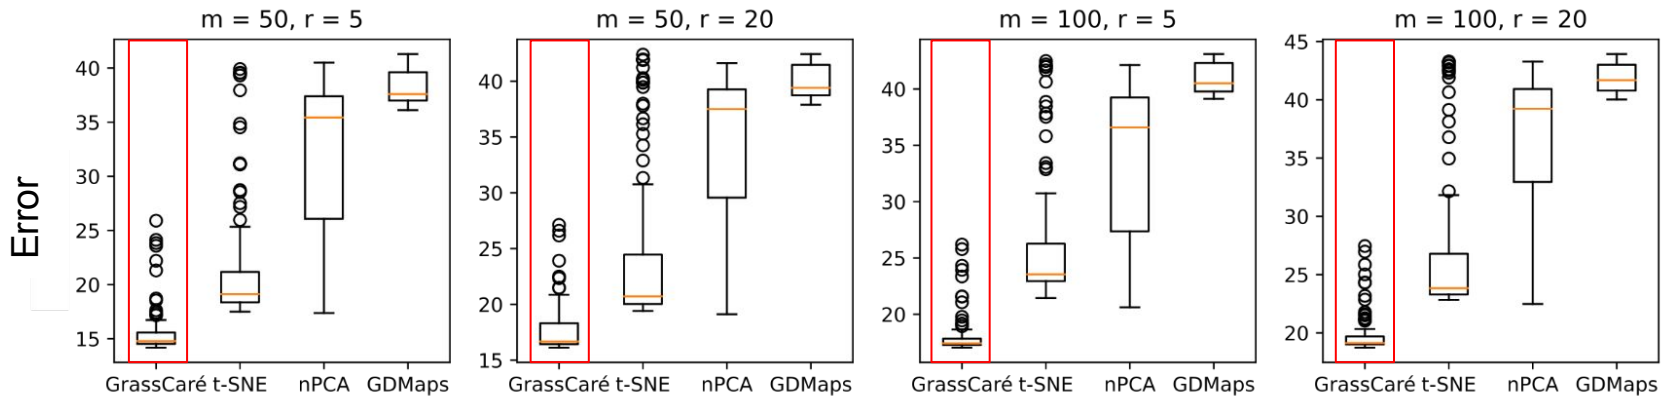 m = 50, r = 5
m = 50, r = 20
m = 100, r = 5
m = 100, r = 20
Error
40
35
30
25
20
15
GrassCaré t-SNE nPCA GDMaps
40
35
30
25
20
15
GrassCaré t-SNE nPCA GDMaps
40
35
30
25
20
GrassCaré t-SNE nPCA GDMaps
45
40
35
30
25
20
GrassCaré t-SNE nPCA GDMaps